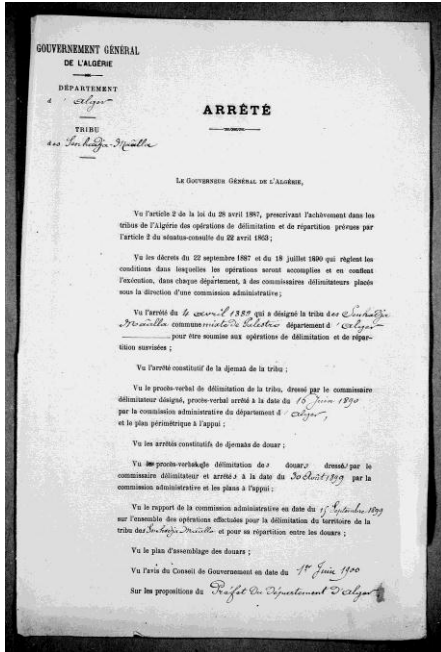 GOUVERNEMENT GÉNÉRAL
DE L'ALGÉRIE
DÉPARTEMENT
d'Alger
TRIBU
des Senhadja-Maïlla
ARRÊTÉ
LE GOUVERNEUR GÉNÉRAL DE L'ALGÉRIE,
Vu l'article 2 de la loi du 28 avril 1887, prescrivant l'achèvement dans les
tribus de l'Algérie des opérations de délimitation et de répartition prévues par
l'article 2 du sénatus-consulte du 22 avril 1863 ;
Vu les décrets du 22 septembre 1887 et du 18 juillet 1890 qui règlent les
conditions dans lesquelles les opérations seront accomplies et en confient
l'exécution, dans chaque département, à des commissaires délimitateurs placés
sous la direction d'une commission administrative ;
Vu l'arrêté du 4 avril 1889 qui a désigné la tribu des Senhadja
commune mixte de Palestro département d'Alger
pour être soumise aux opérations de délimitation et de répar-
tition susvisées ;
Vu l'arrêté constitutif de la djemaâ de la tribu ;
Vu le procès-verbal de délimitation de la tribu, dressé par le commissaire
délimitateur désigné, procès-verbal arrêté à la date du 16 Juin 1890
par la commission administrative du département d'Alger,
et le plan périmétrique à l'appui ;
Vu les arrêtés constitutifs de djemaâs de douar ;
Vu procès-verbal de délimitation des douars dressés par le
commissaire délimitateur et arrêtés à la date du 30 Août 1899 par la
commission administrative et les plans à l'appui ;
Vu le rapport de la commission administrative en date du 15 Septembre 1899
sur l'ensemble des opérations effectuées pour la délimitation du territoire de la
tribu des Senhadja et pour sa répartition entre les douars ;
Vu le plan d'assemblage des douars ;
Vu l'avis du Conseil de Gouvernement en date du 1er Juin 1900
Sur les propositions du Préfet du Département d'Alger